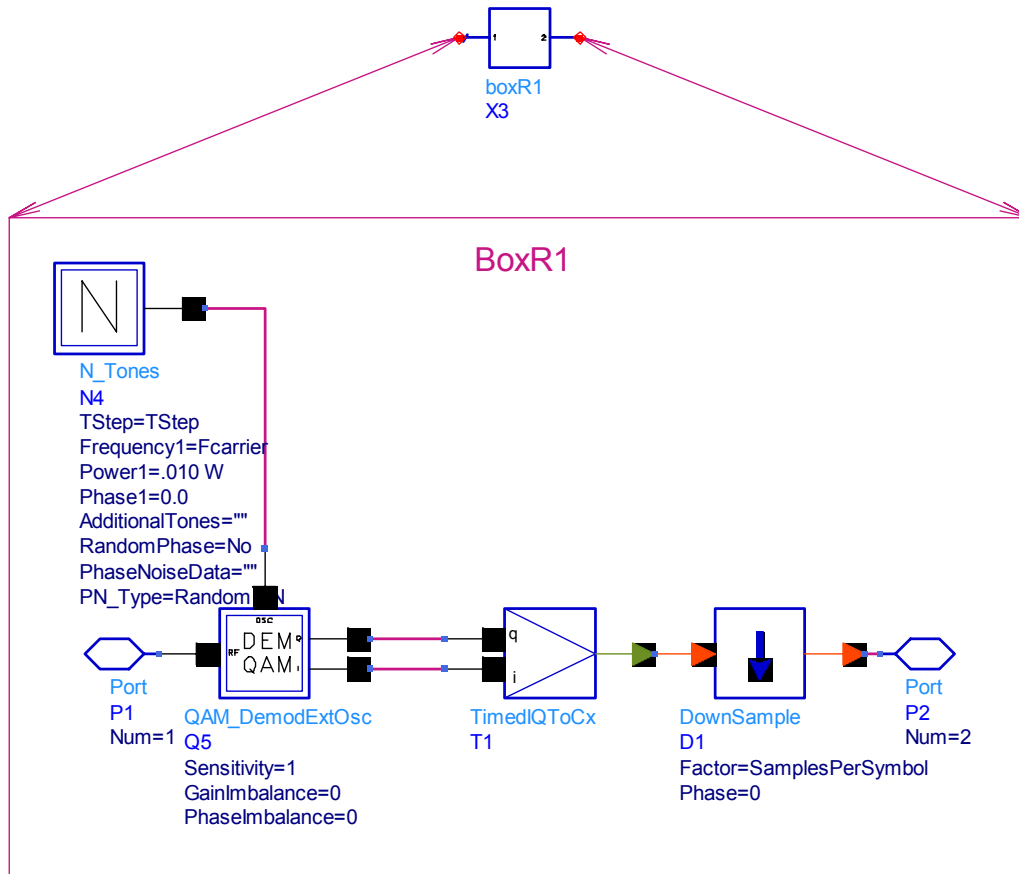 1 2
boxR1
X3
BoxR1
N
N_Tones
N4
TStep=TStep
Frequency1=Fcarrier
Power1=.010 W
Phase1=0.0
AdditionalTones=""
RandomPhase=No
PhaseNoiseData=""
PN_Type=Random
OSC
RF
DEM Q
QAM I
q
i
Port
P1
Num=1
QAM_DemodExtOsc
Q5
Sensitivity=1
GainImbalance=0
PhaseImbalance=0
TimedIQToCx
T1
DownSample
D1
Factor=SamplesPerSymbol
Phase=0
Port
P2
Num=2